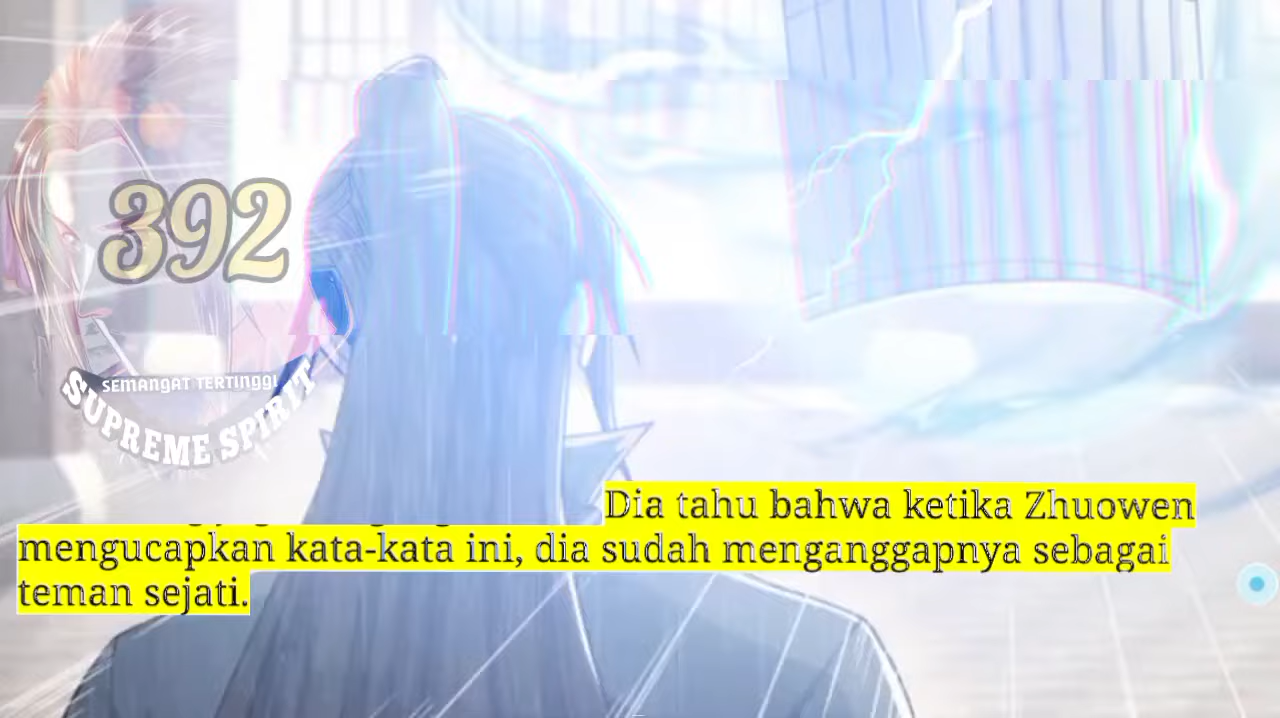 392
SEMANGAT TERTINGGI
SUPREME SPIRIT
Dia tahu bahwa ketika Zhuowen
mengucapkan kata-kata ini, dia sudah menganggapnya sebagai
teman sejati.